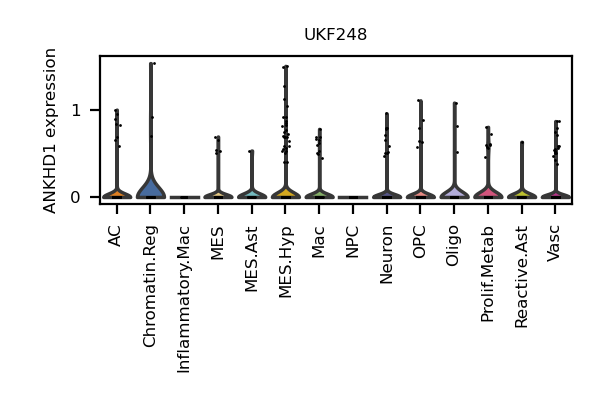 UKF248
ANKHD1 expression
1
0
AC
Chromatin.Reg
Inflammatory.Mac
MES
MES.Ast
MES.Hyp
Mac
NPC
Neuron
OPC
Oligo
Prolif.Metab
Reactive.Ast
Vasc